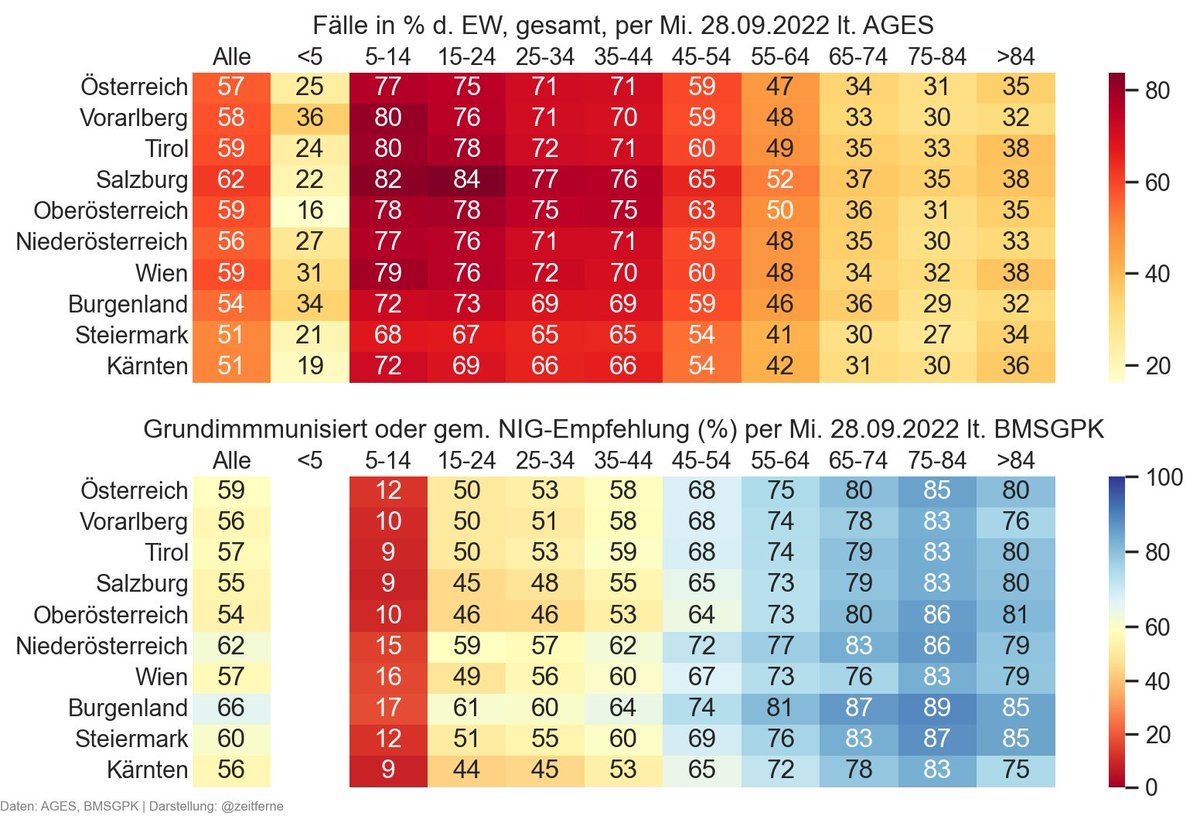 Fälle in % d. EW, gesamt, per Mi. 28.09.2022 lt. AGES
Alle <5 5-14 15-24 25-34 35-44 45-54 55-64 65-74 75-84 >84
Österreich 57 25 77 75 71 71 59 47 34 31 35
Vorarlberg 58 36 80 76 71 70 59 48 33 30 32
Tirol 59 24 80 78 72 71 60 49 35 33 38
Salzburg 62 22 82 84 77 76 65 52 37 35 38
Oberösterreich 59 16 78 78 75 75 63 50 36 31 35
Niederösterreich 56 27 77 76 71 71 59 48 35 30 33
Wien 59 31 79 76 72 70 60 48 34 32 38
Burgenland 54 34 72 73 69 69 59 46 36 29 32
Steiermark 51 21 68 67 65 65 54 41 30 27 34
Kärnten 51 19 72 69 66 66 54 42 31 30 36
80
60
40
20
Grundimmmunisiert oder gem. NIG-Empfehlung (%) per Mi. 28.09.2022 lt. BMSGPK
Alle <5 5-14 15-24 25-34 35-44 45-54 55-64 65-74 75-84 >84
Österreich 59 12 50 53 58 68 75 80 85 80
Vorarlberg 56 10 50 51 58 68 74 78 83 76
Tirol 57 9 50 53 59 68 74 79 83 80
Salzburg 55 9 45 48 55 65 73 79 83 80
Oberösterreich 54 10 46 46 53 64 73 80 86 81
Niederösterreich 62 15 59 57 62 72 77 83 86 79
Wien 57 16 49 56 60 67 73 76 83 79
Burgenland 66 17 61 60 64 74 81 87 89 85
Steiermark 60 12 51 55 60 69 76 83 87 85
Kärnten 56 9 44 45 53 65 72 78 83 75
100
80
60
40
20
0
Daten: AGES, BMSGPK | Darstellung: @zeitferne